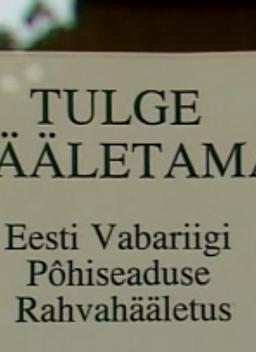 TULGE
ÄÄLETAMA
Eesti Vabariigi
Pôhiseaduse
Rahvahääletus